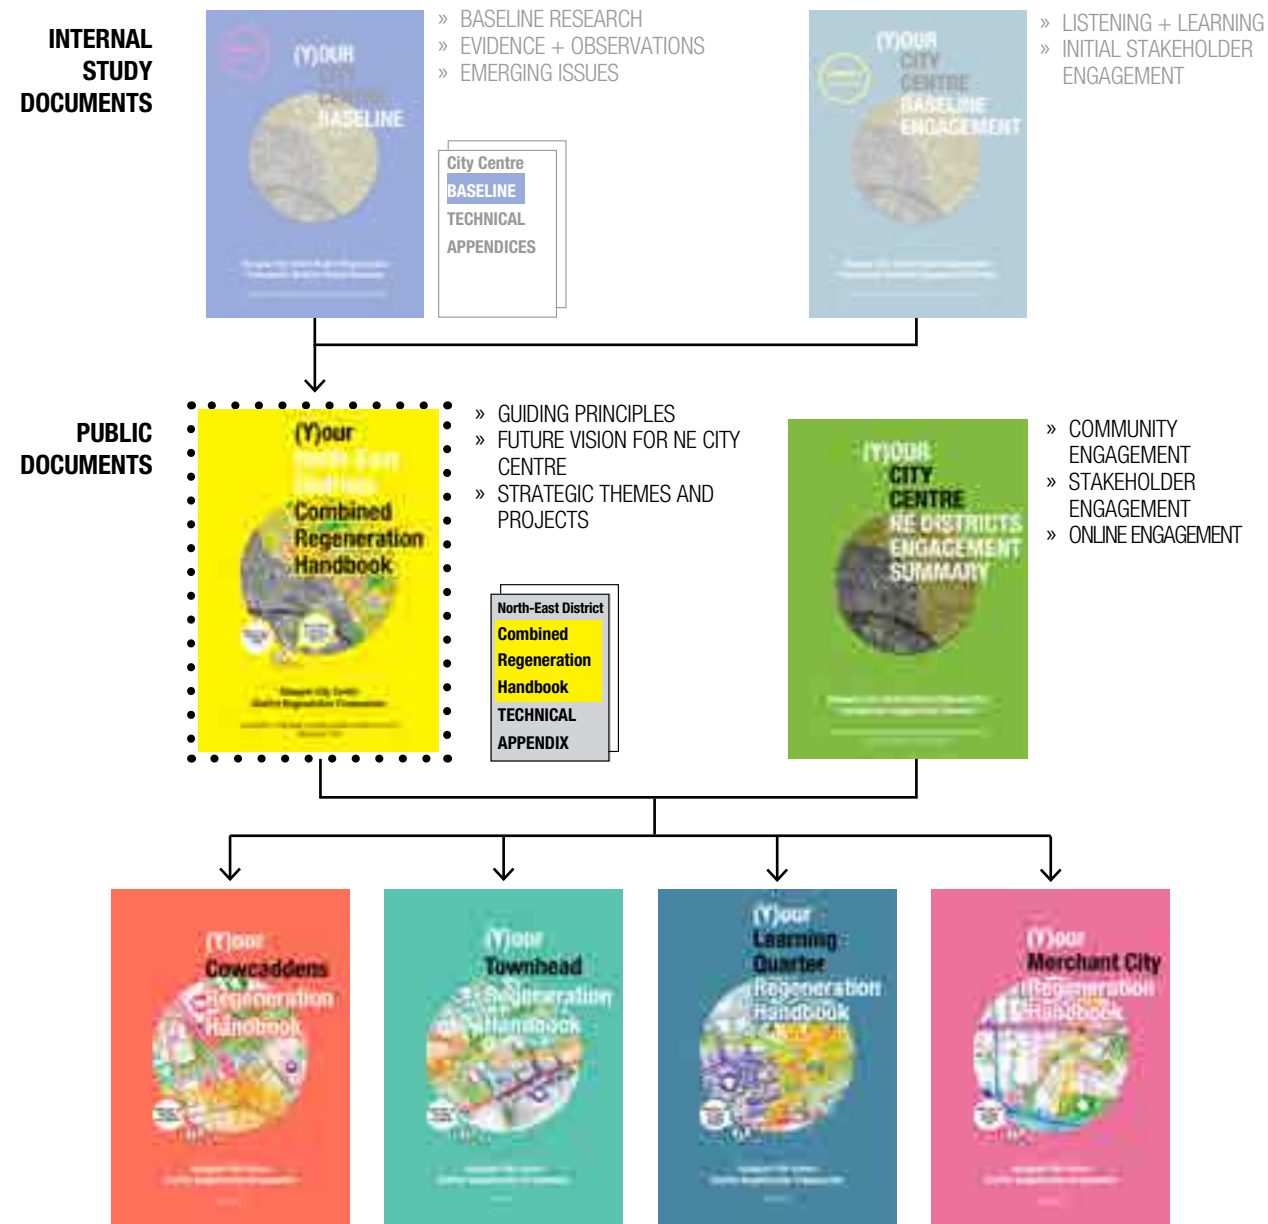 INTERNAL
STUDY
DOCUMENTS
(Y)OUR
CITY
CENTRE
BASELINE
» BASELINE RESEARCH
» EVIDENCE + OBSERVATIONS
» EMERGING ISSUES
City Centre
BASELINE
TECHNICAL
APPENDICES
(Y)OUR
CITY
CENTRE
BASELINE
ENGAGEMENT
» LISTENING + LEARNING
» INITIAL STAKEHOLDER
ENGAGEMENT
PUBLIC
DOCUMENTS
(Y)our
North-East
Districts
Combined
Regeneration
Handbook
» GUIDING PRINCIPLES
» FUTURE VISION FOR NE CITY
CENTRE
» STRATEGIC THEMES AND
PROJECTS
North-East District
Combined
Regeneration
Handbook
TECHNICAL
APPENDIX
(Y)OUR
CITY
CENTRE
NE DISTRICTS
ENGAGEMENT
SUMMARY
» COMMUNITY
ENGAGEMENT
» STAKEHOLDER
ENGAGEMENT
» ONLINE ENGAGEMENT
(Y)our
Cowcaddens
Regeneration
Handbook
(Y)our
Townhead
Regeneration
Handbook
(Y)our
Learning
Quarter
Regeneration
Handbook
(Y)our
Merchant City
Regeneration
Handbook